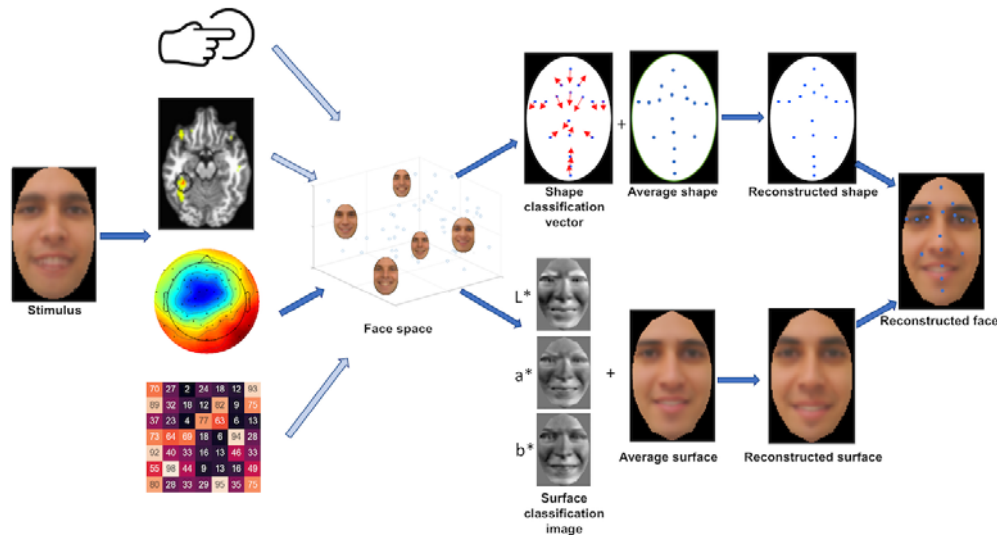 Stimulus
70 27 2 24 18 12 93
89 32 18 12 82 9 75
37 23 4 77 63 6 13
73 64 69 18 6 94 28
92 40 33 16 13 46 33
55 98 44 9 13 16 49
80 28 33 29 95 35 75
Face space
Shape
classification
vector
+
Average shape
Reconstructed shape
L*
a*
b*
Surface
classification
image
+
Average surface
Reconstructed surface
Reconstructed face